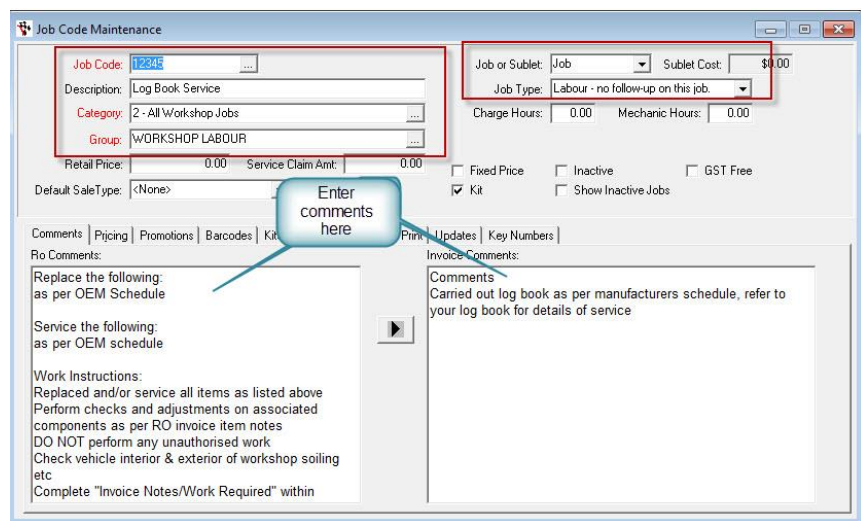 Job Code Maintenance
Job Code: 12345 ...
Job or Sublet: Job Sublet Cost: $0.00
Description: Log Book Service
Job Type: Labour - no follow-up on this job.
Category: 2 - All Workshop Jobs ...
Charge Hours: 0.00 Mechanic Hours: 0.00
Group: WORKSHOP LABOUR ...
Retail Price: 0.00 Service Claim Amt: 0.00
Fixed Price Inactive GST Free
Default SaleType: <None>
Kit Show Inactive Jobs
Enter
comments
here
Comments Pricing Promotions Barcodes Print Updates Key Numbers
Ro Comments:
Replace the following:
as per OEM Schedule
Service the following:
as per OEM schedule
Work Instructions:
Replaced and/or service all items as listed above
Perform checks and adjustments on associated
components as per RO invoice item notes
DO NOT perform any unauthorised work
Check vehicle interior & exterior of workshop soiling
etc
Complete "Invoice Notes/Work Required" within
Invoice Comments:
Comments
Carried out log book as per manufacturers schedule, refer to
your log book for details of service